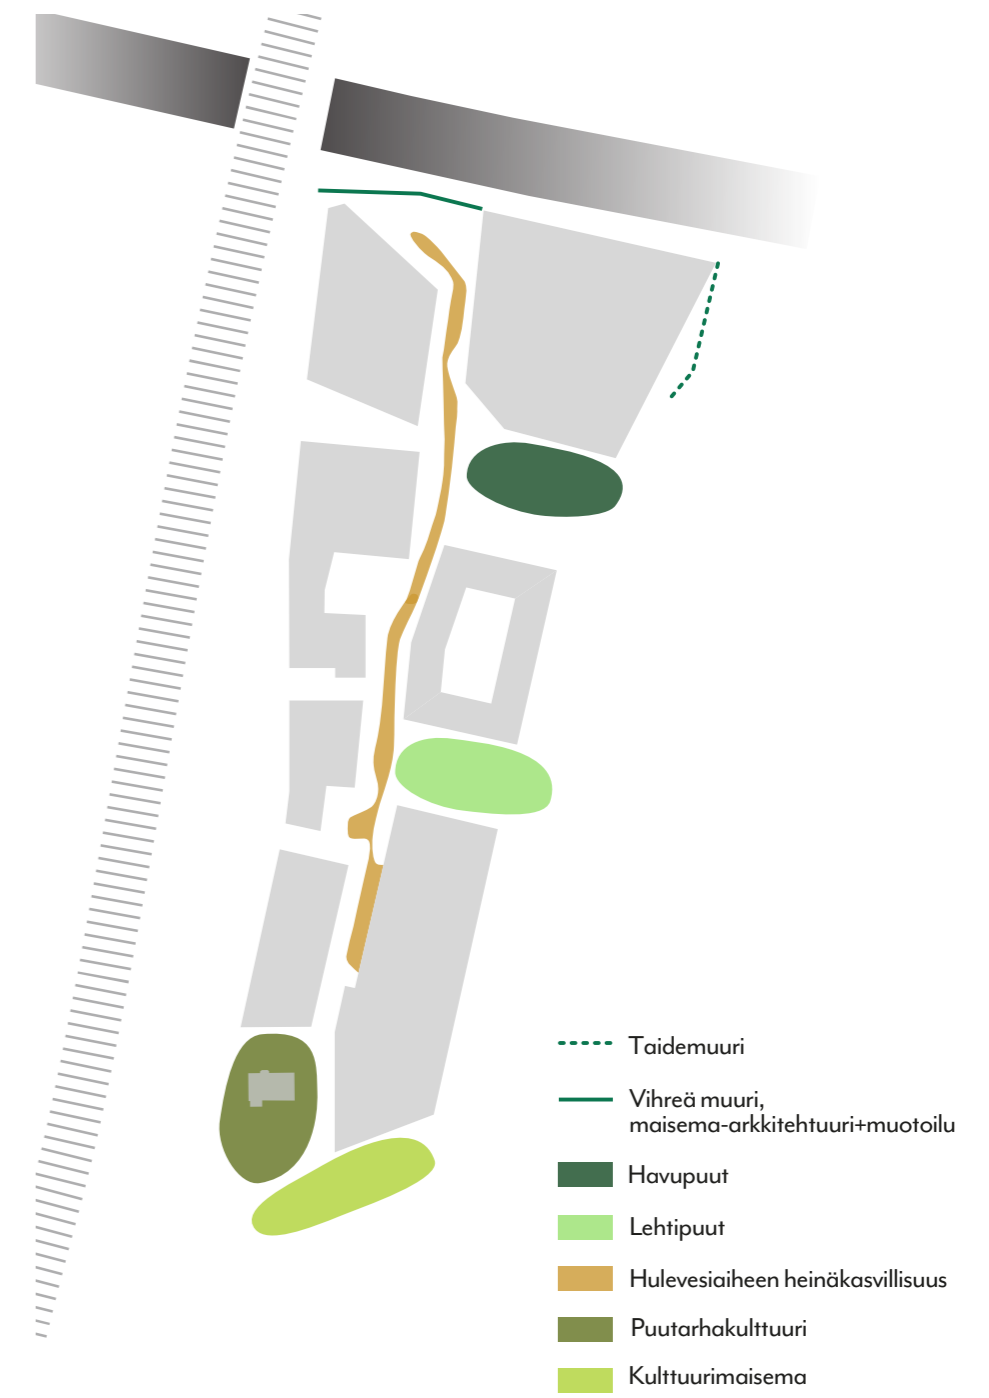 Taidemuuri
Vihreä muuri,
maisema-arkkitehtuuri+muotoilu
Havupuut
Lehtipuut
Hulevesiaiheen heinäkasvillisuus
Puutarhakulttuuri
Kulttuurimaisema